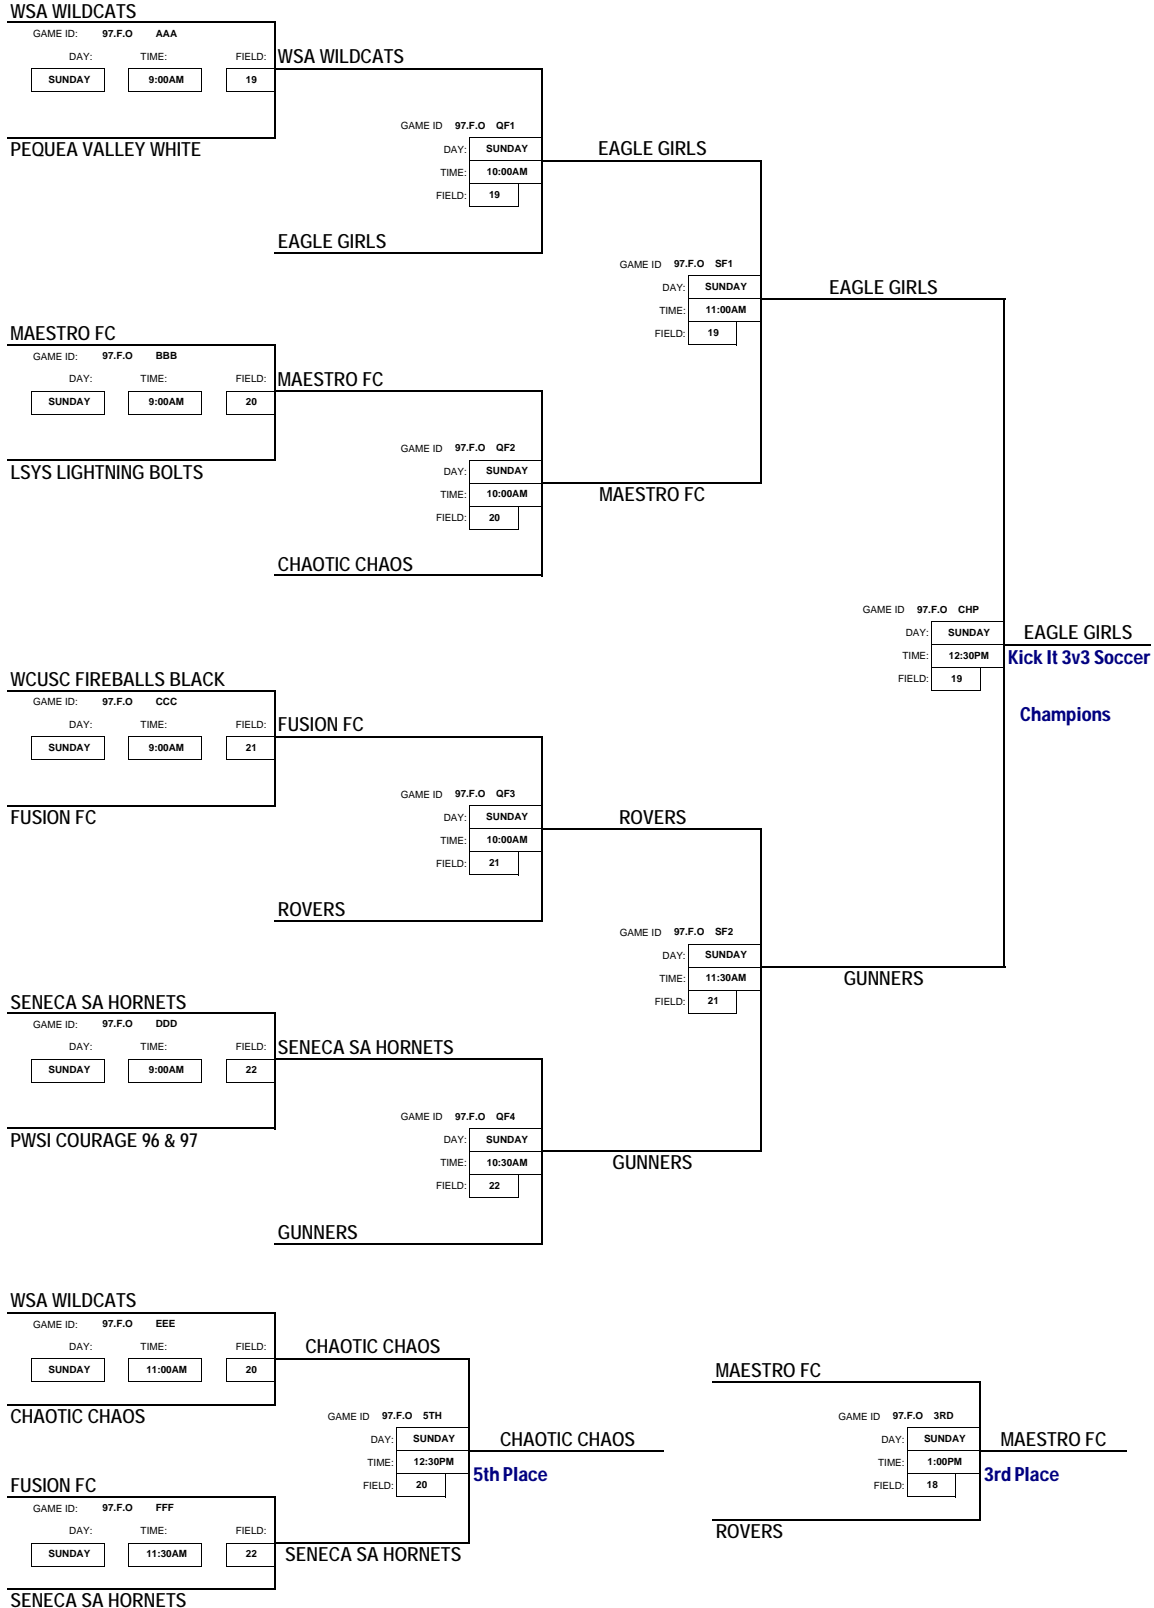 WSA WILDCATS
GAME ID: 97.F.O AAA
DAY: TIME: FIELD:
SUNDAY 9:00AM 19
WSA WILDCATS
PEQUEA VALLEY WHITE
GAME ID 97.F.O QF1
DAY: SUNDAY
TIME: 10:00AM
FIELD: 19
EAGLE GIRLS
EAGLE GIRLS
GAME ID 97.F.O SF1
DAY: SUNDAY
TIME: 11:00AM
FIELD: 19
EAGLE GIRLS
MAESTRO FC
GAME ID: 97.F.O BBB
DAY: TIME: FIELD:
SUNDAY 9:00AM 20
MAESTRO FC
LSYS LIGHTNING BOLTS
GAME ID 97.F.O QF2
DAY: SUNDAY
TIME: 10:00AM
FIELD: 20
MAESTRO FC
CHAOTIC CHAOS
GAME ID 97.F.O CHP
DAY: SUNDAY
TIME: 12:30PM
FIELD: 19
EAGLE GIRLS
Kick It 3v3 Soccer
Champions
WCUSC FIREBALLS BLACK
GAME ID: 97.F.O CCC
DAY: TIME: FIELD:
SUNDAY 9:00AM 21
FUSION FC
FUSION FC
GAME ID 97.F.O QF3
DAY: SUNDAY
TIME: 10:00AM
FIELD: 21
ROVERS
ROVERS
GAME ID 97.F.O SF2
DAY: SUNDAY
TIME: 11:30AM
FIELD: 21
GUNNERS
SENECA SA HORNETS
GAME ID: 97.F.O DDD
DAY: TIME: FIELD:
SUNDAY 9:00AM 22
SENECA SA HORNETS
PWSI COURAGE 96 & 97
GAME ID 97.F.O QF4
DAY: SUNDAY
TIME: 10:30AM
FIELD: 22
GUNNERS
GUNNERS
WSA WILDCATS
GAME ID: 97.F.O EEE
DAY: TIME: FIELD:
SUNDAY 11:00AM 20
CHAOTIC CHAOS
CHAOTIC CHAOS
GAME ID 97.F.O 5TH
DAY: SUNDAY
TIME: 12:30PM
FIELD: 20
CHAOTIC CHAOS
5th Place
FUSION FC
GAME ID: 97.F.O FFF
DAY: TIME: FIELD:
SUNDAY 11:30AM 22
SENECA SA HORNETS
SENECA SA HORNETS
MAESTRO FC
GAME ID 97.F.O 3RD
DAY: SUNDAY
TIME: 1:00PM
FIELD: 18
MAESTRO FC
3rd Place
ROVERS